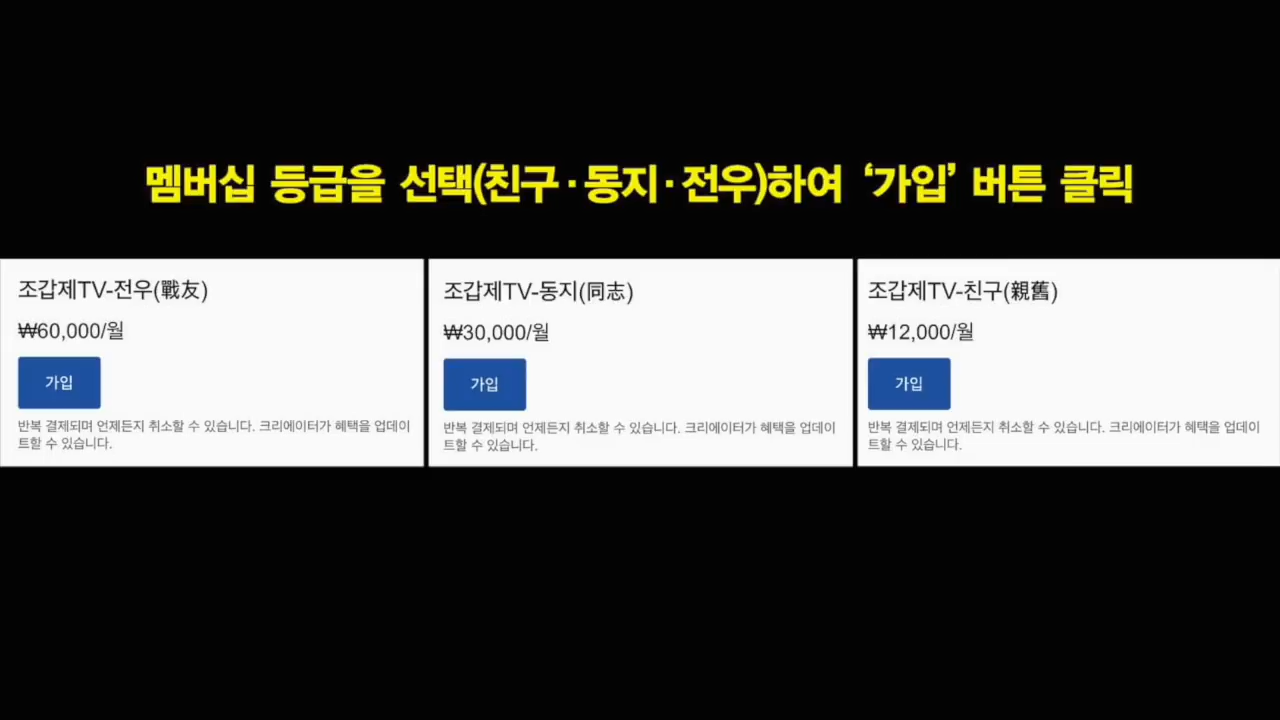 멤버십 등급을 선택(친구·동지·전우)하여 ‘가입’ 버튼 클릭
조갑제TV-전우(戰友)
₩60,000/월
가입
반복 결제되며 언제든지 취소할 수 있습니다. 크리에이터가 혜택을 업데이
트할 수 있습니다.
조갑제TV-동지(同志)
₩30,000/월
가입
반복 결제되며 언제든지 취소할 수 있습니다. 크리에이터가 혜택을 업데이
트할 수 있습니다.
조갑제TV-친구(親舊)
₩12,000/월
가입
반복 결제되며 언제든지 취소할 수 있습니다. 크리에이터가 혜택을 업데이
트할 수 있습니다.